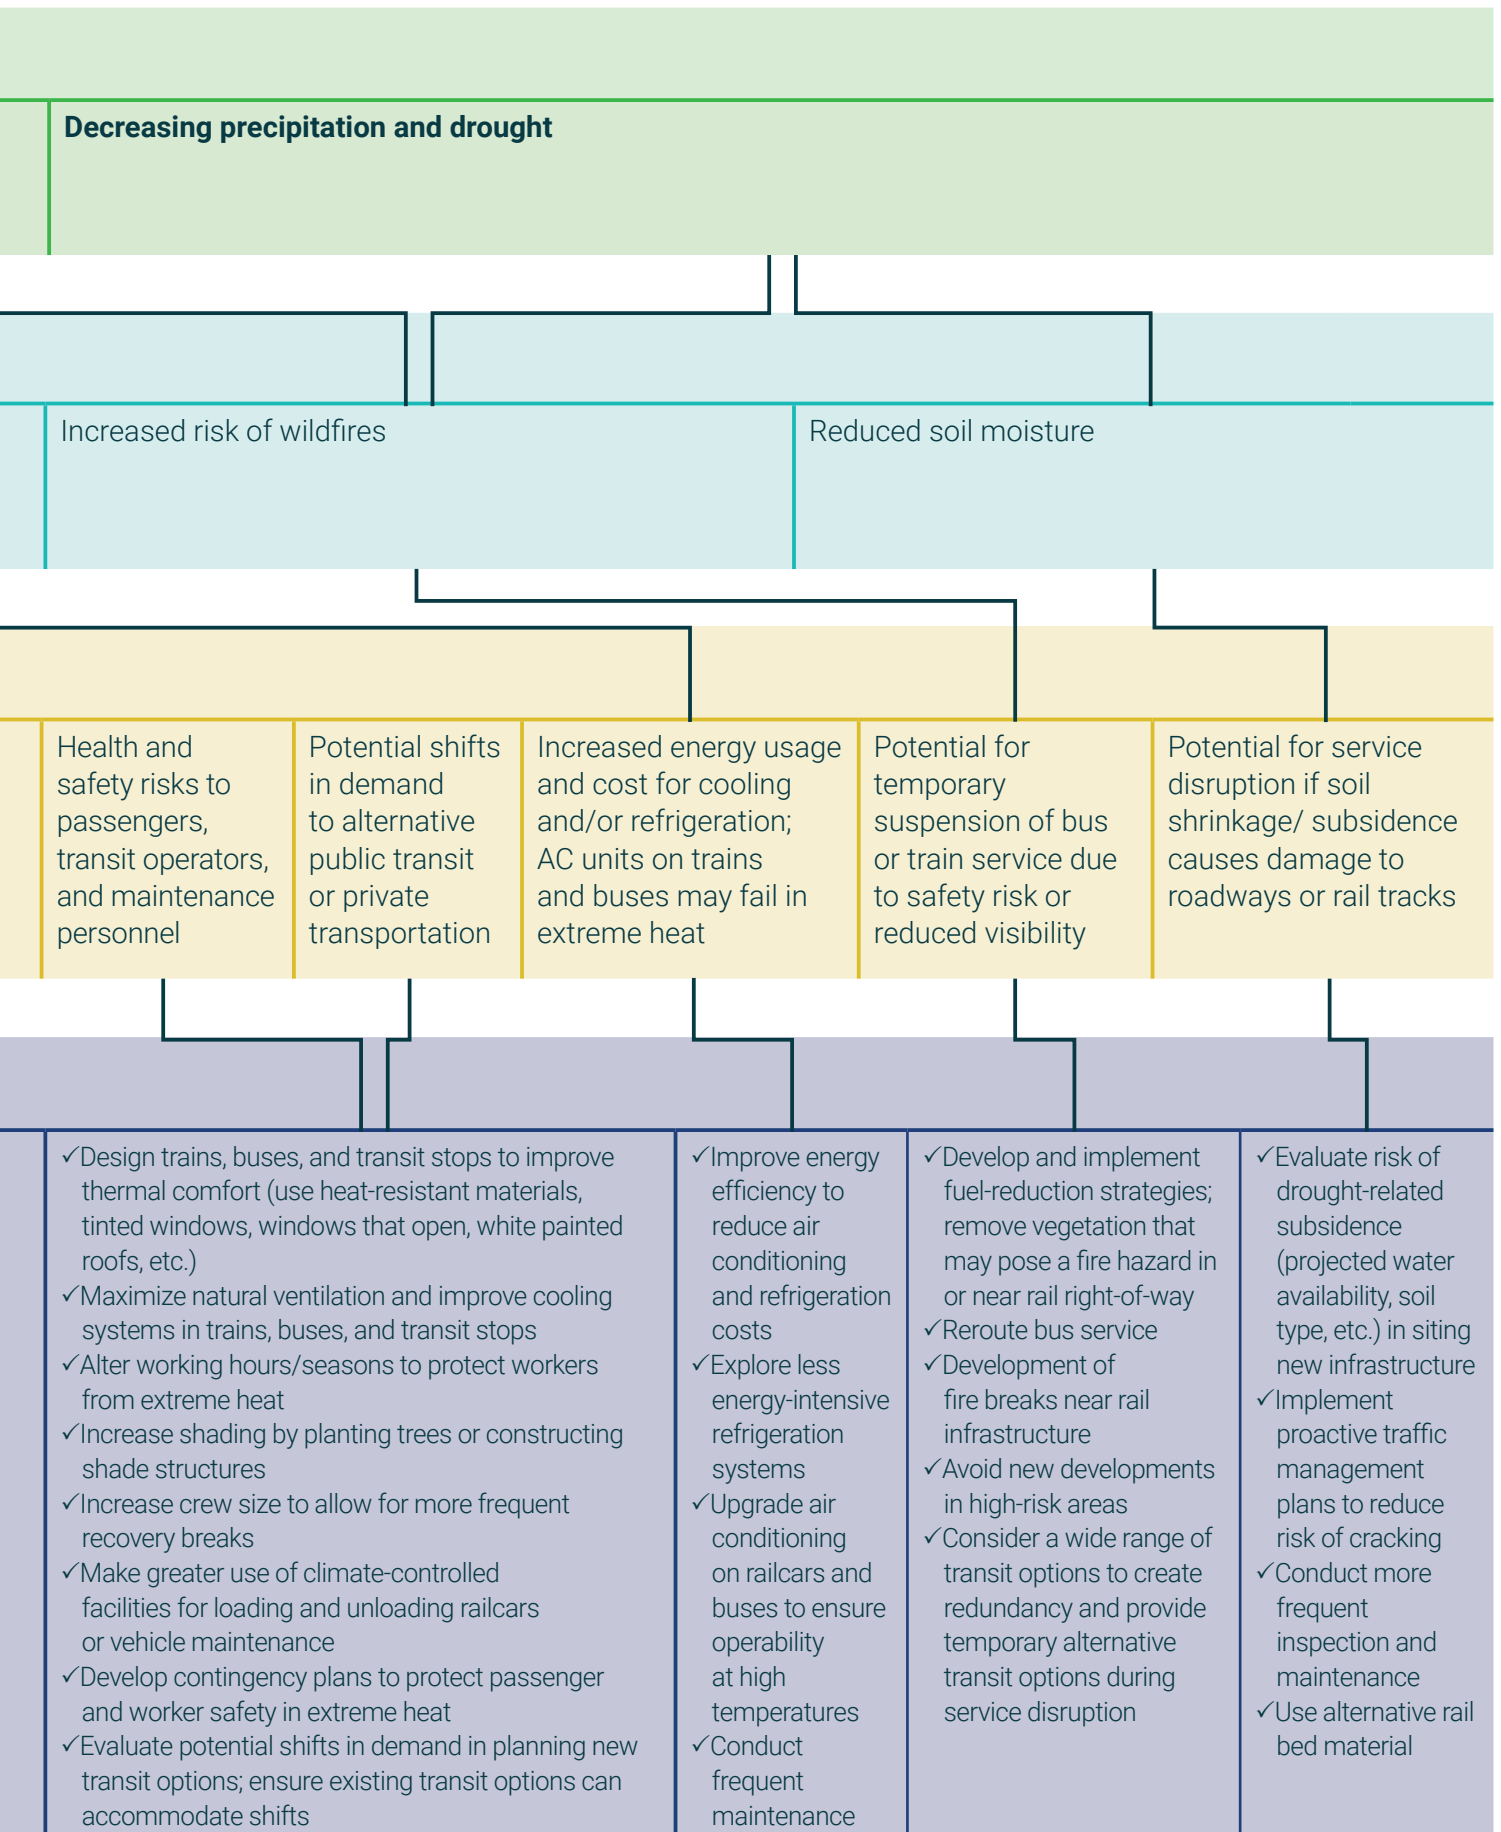 Decreasing precipitation and drought
Increased risk of wildfires
Reduced soil moisture
Health and
safety risks to
passengers,
transit operators,
and maintenance
personnel
Potential shifts
in demand
to alternative
public transit
or private
transportation
Increased energy usage
and cost for cooling
and/or refrigeration;
AC units on trains
and buses may fail in
extreme heat
Potential for
temporary
suspension of bus
or train service due
to safety risk or
reduced visibility
Potential for service
disruption if soil
shrinkage/ subsidence
causes damage to
roadways or rail tracks
✓Design trains, buses, and transit stops to improve
thermal comfort (use heat-resistant materials,
tinted windows, windows that open, white painted
roofs, etc.)
✓Maximize natural ventilation and improve cooling
systems in trains, buses, and transit stops
✓Alter working hours/seasons to protect workers
from extreme heat
✓Increase shading by planting trees or constructing
shade structures
✓Increase crew size to allow for more frequent
recovery breaks
✓Make greater use of climate-controlled
facilities for loading and unloading railcars
or vehicle maintenance
✓Develop contingency plans to protect passenger
and worker safety in extreme heat
✓Evaluate potential shifts in demand in planning new
transit options; ensure existing transit options can
accommodate shifts
✓Improve energy
efficiency to
reduce air
conditioning
and refrigeration
costs
✓Explore less
energy-intensive
refrigeration
systems
✓Upgrade air
conditioning
on railcars and
buses to ensure
operability
at high
temperatures
✓Conduct
frequent
maintenance
✓Develop and implement
fuel-reduction strategies;
remove vegetation that
may pose a fire hazard in
or near rail right-of-way
✓Reroute bus service
✓Development of
fire breaks near rail
infrastructure
✓Avoid new developments
in high-risk areas
✓Consider a wide range of
transit options to create
redundancy and provide
temporary alternative
transit options during
service disruption
✓Evaluate risk of
drought-related
subsidence
(projected water
availability, soil
type, etc.) in siting
new infrastructure
✓Implement
proactive traffic
management
plans to reduce
risk of cracking
✓Conduct more
frequent
inspection and
maintenance
✓Use alternative rail
bed material